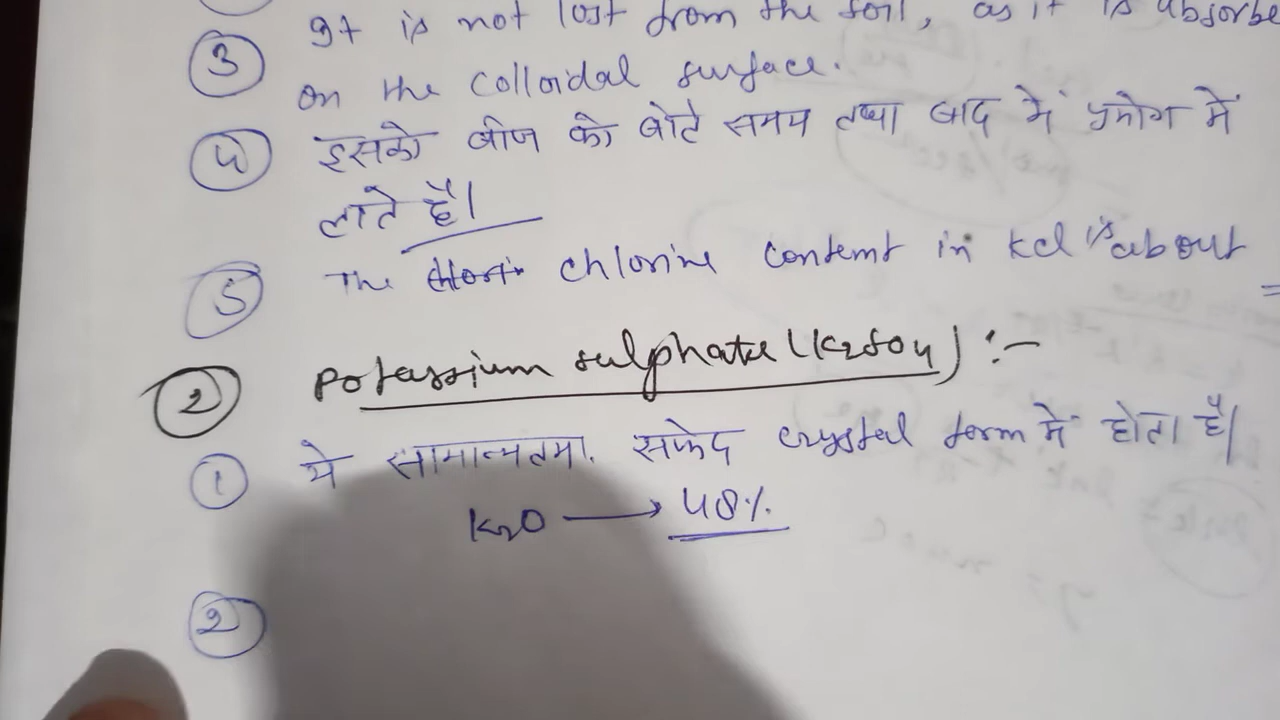 It is not lost from the soil, as it is absorbe
③ on the colloidal surface.
④ इसको बीज को बोते समय तथा बाद में प्रयोग में
लाते है।
⑤ The chlorine content in Kcl is about =
② Potassium sulphate (K2SO4) :-
① ये सामान्यतया. सफेद crystal form में होता है।
K2O → 48%
②